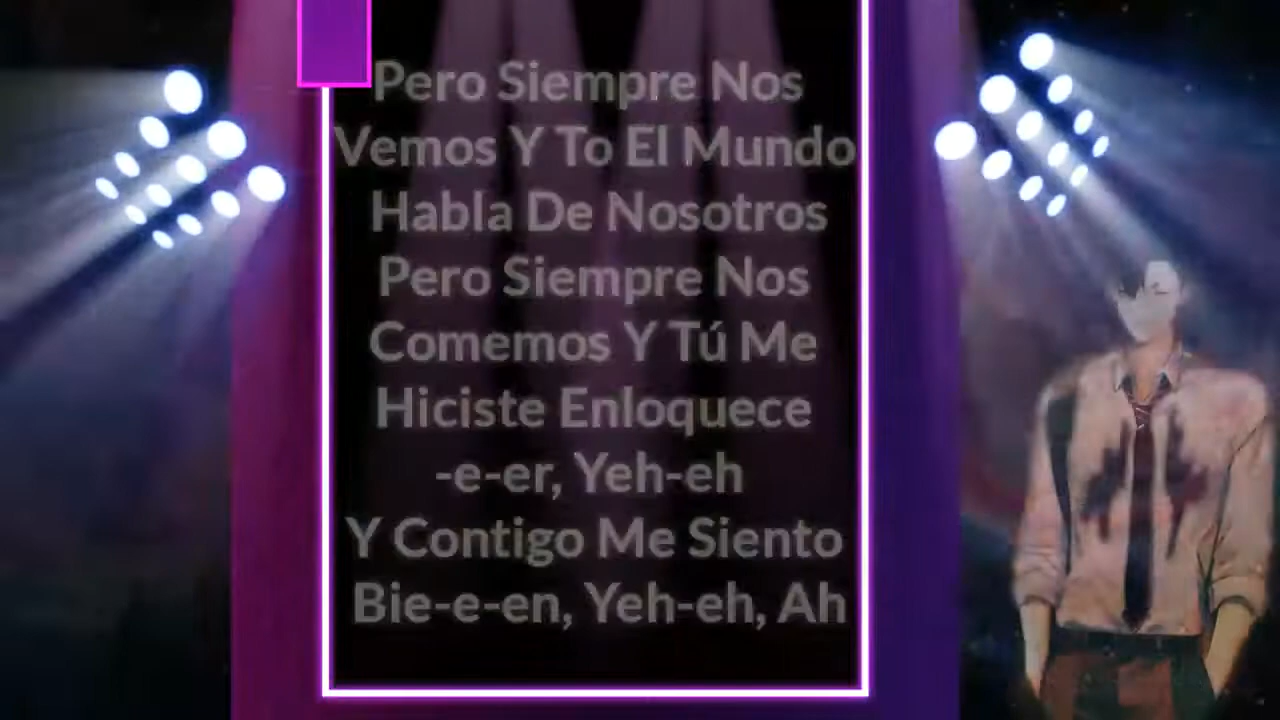 Pero Siempre Nos
Vemos Y To El Mundo
Habla De Nosotros
Pero Siempre Nos
Comemos Y Tú Me
Hiciste Enloquece
-e-er, Yeh-eh
Y Contigo Me Siento
Bie-e-en, Yeh-eh, Ah